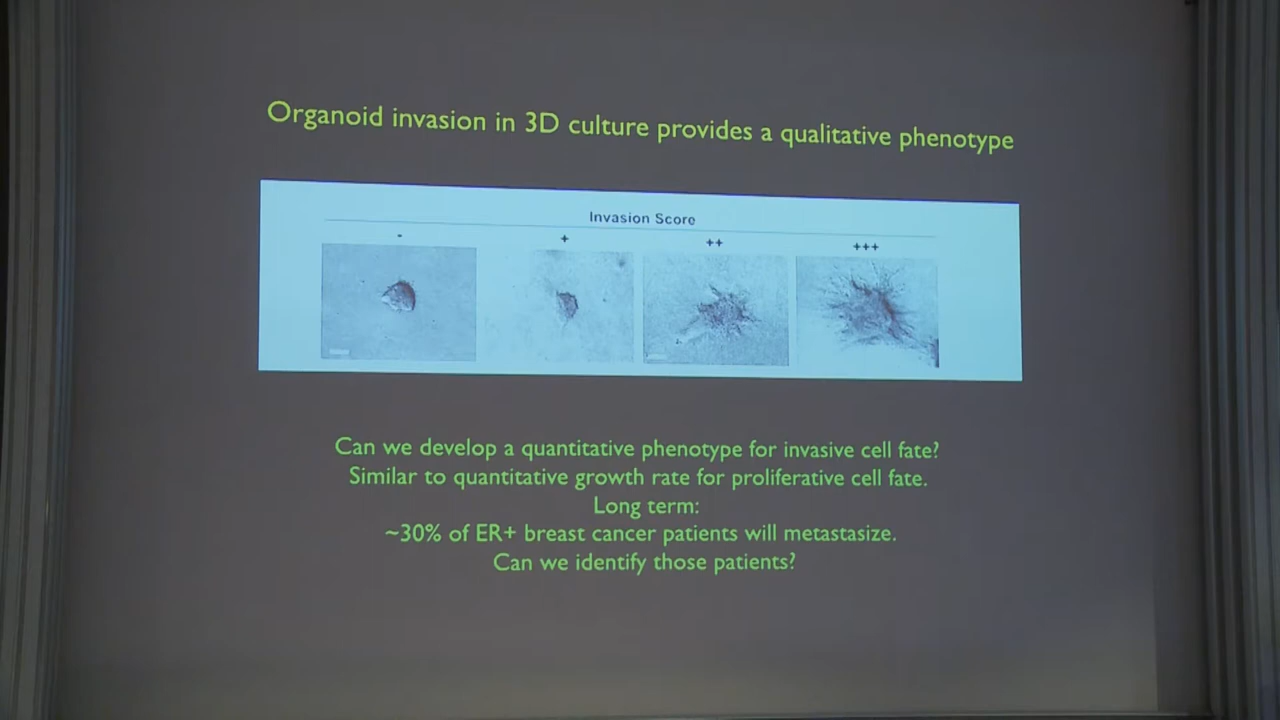 Organoid invasion in 3D culture provides a qualitative phenotype
Invasion Score
- + ++ +++
Can we develop a quantitative phenotype for invasive cell fate?
Similar to quantitative growth rate for proliferative cell fate.
Long term:
~30% of ER+ breast cancer patients will metastasize.
Can we identify those patients?